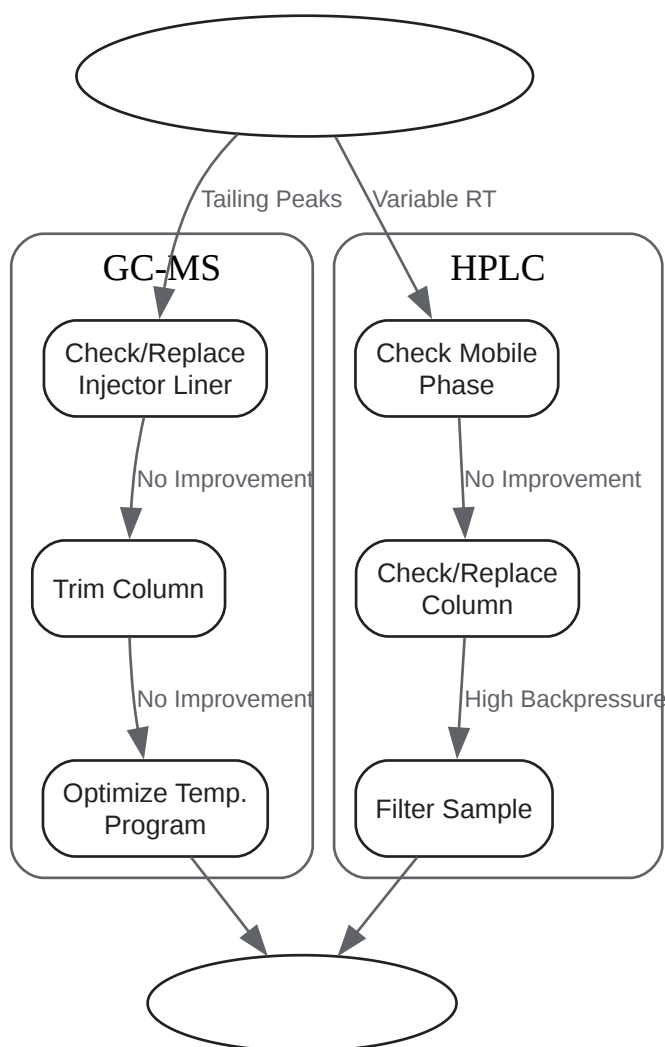 Tailing Peaks
Variable RT
GC-MS
HPLC
Check/Replace
Injector Liner
Check Mobile
Phase
No Improvement
No Improvement
Trim Column
Check/Replace
Column
No Improvement
High Backpressure
Optimize Temp.
Program
Filter Sample